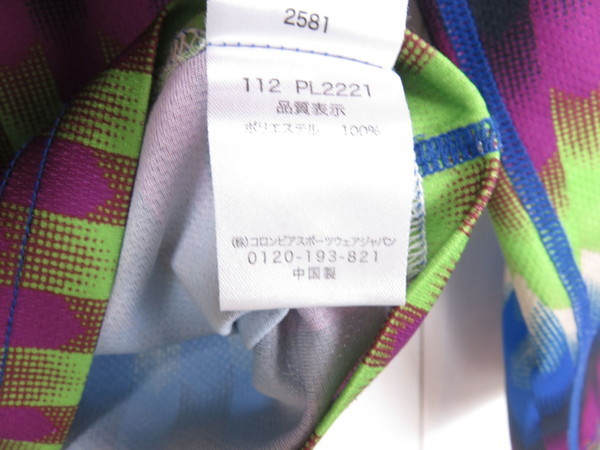 2581
112 PL2221
品質表示
ポリエステル 100%
(株)コロンビアスポーツウェアジャパン
0120-193-821
中国製